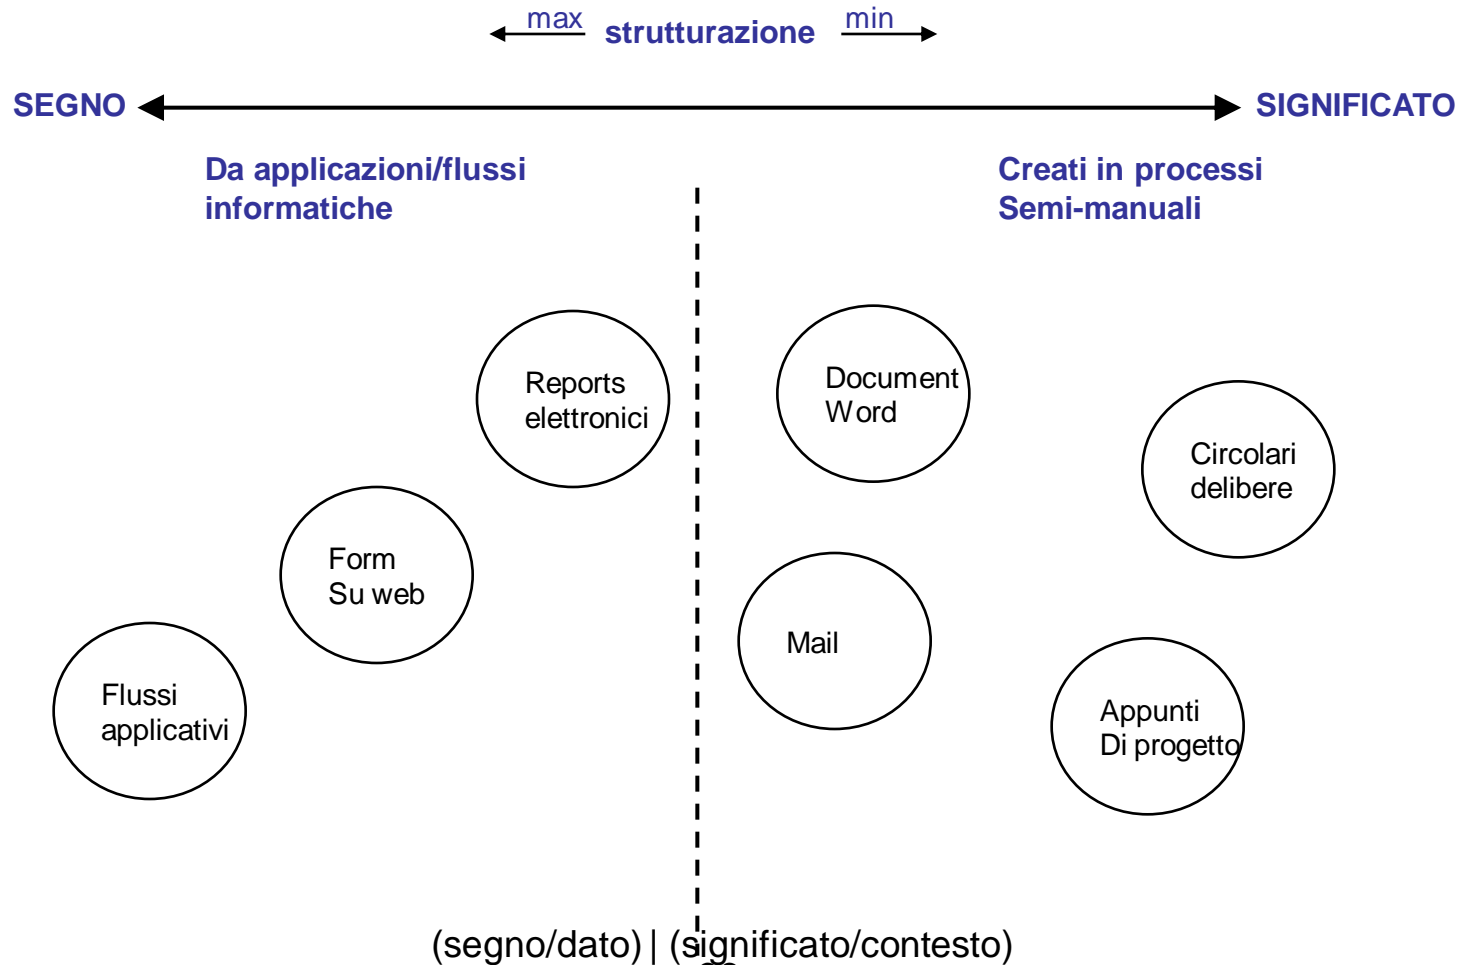 max strutturazione min
SEGNO SIGNIFICATO
Da applicazioni/flussi
informatiche
Creati in processi
Semi-manuali
Reports
elettronici
Document
Word
Circolari
delibere
Form
Su web
Mail
Flussi
applicativi
Appunti
Di progetto
(segno/dato) | (significato/contesto)